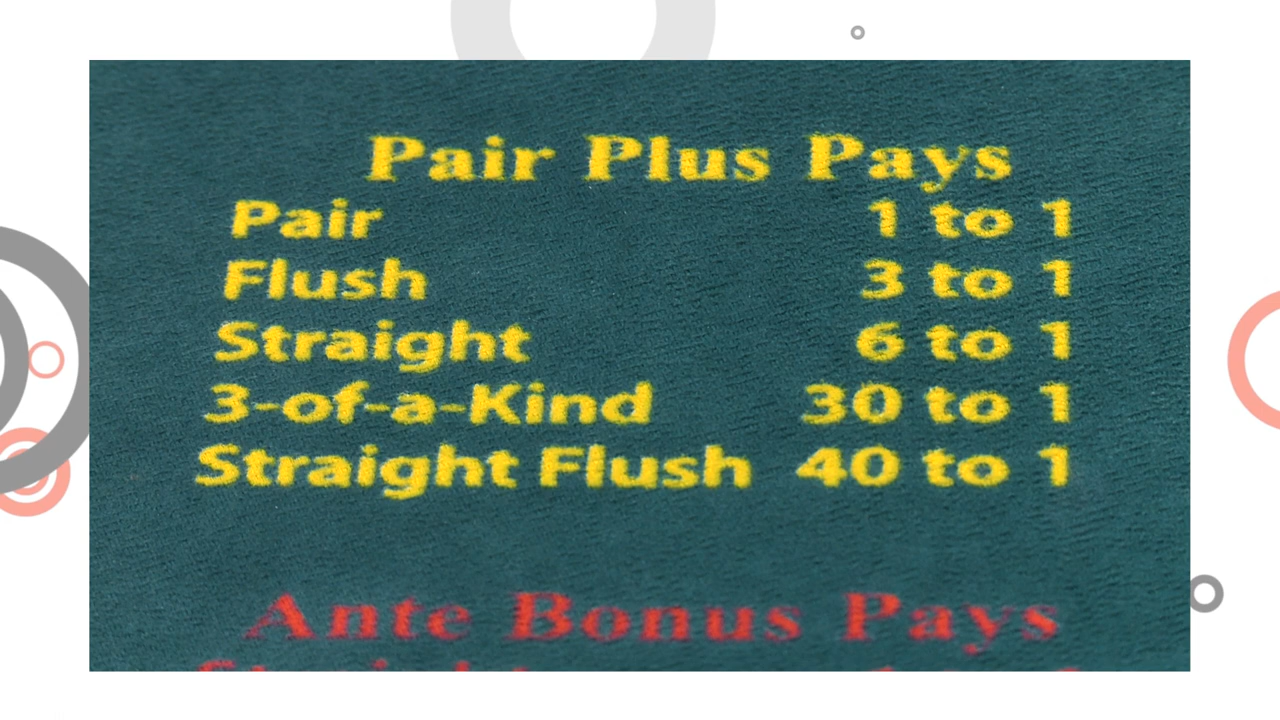 Pair Plus Pays
Pair 1 to 1
Flush 3 to 1
Straight 6 to 1
3-of-a-Kind 30 to 1
Straight Flush 40 to 1
Ante Bonus Pays